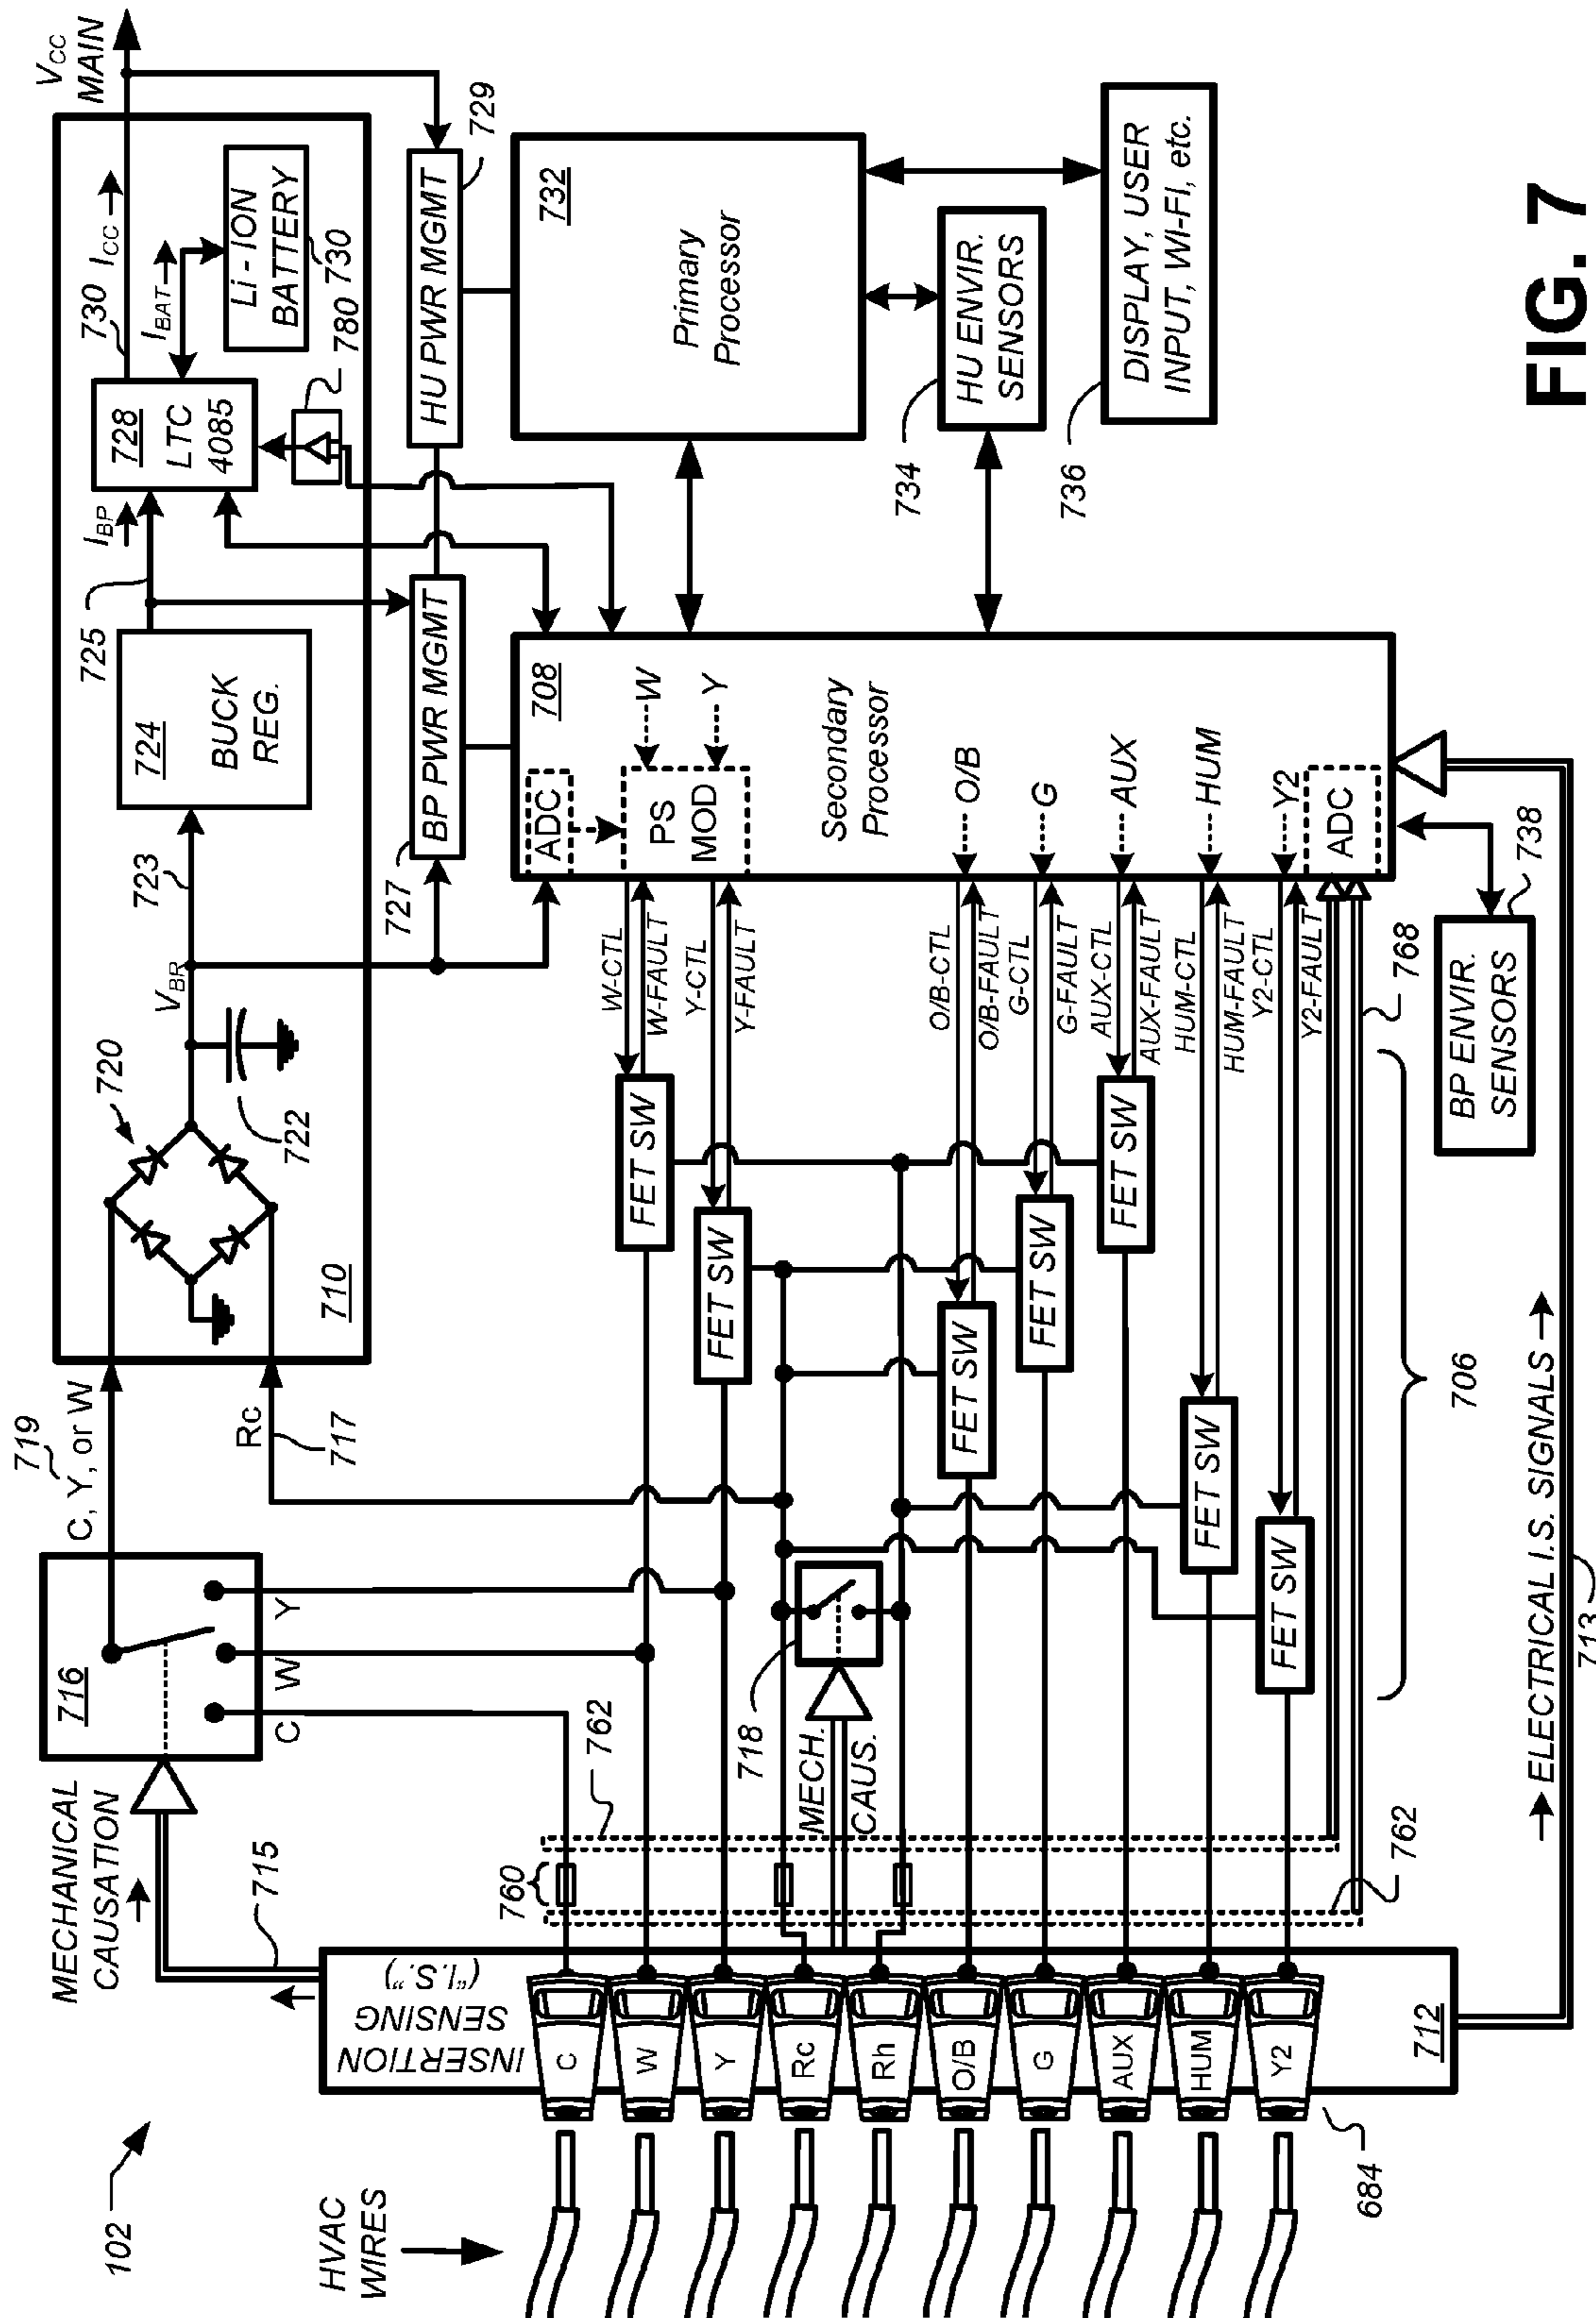 102
HVAC
WIRES
684
MECHANICAL
CAUSATION
715
INSERTION
SENSING
("I.S.")
712
C
W
Y
Rc
Rh
O/B
G
AUX
HUM
Y2
760
762
762
716
C
W
Y
719
C, Y, or W
Rc
717
718
MECH.
CAUS.
710
720
722
VBR
723
724
BUCK
REG.
725
IBP
728
LTC
4085
730
ICC
IBAT
Li - ION
BATTERY
730
780
VCC
MAIN
727
BP PWR MGMT
HU PWR MGMT
729
FET SW
FET SW
FET SW
FET SW
FET SW
FET SW
FET SW
W-CTL
W-FAULT
Y-CTL
Y-FAULT
O/B-CTL
O/B-FAULT
G-CTL
G-FAULT
AUX-CTL
AUX-FAULT
HUM-CTL
HUM-FAULT
Y2-CTL
Y2-FAULT
706
768
708
ADC
PS
MOD
W
Y
Secondary
Processor
O/B
G
AUX
HUM
Y2
ADC
732
Primary
Processor
734
HU ENVIR.
SENSORS
736
DISPLAY, USER
INPUT, WI-FI, etc.
BP ENVIR.
SENSORS
738
ELECTRICAL I.S. SIGNALS
713
FIG. 7